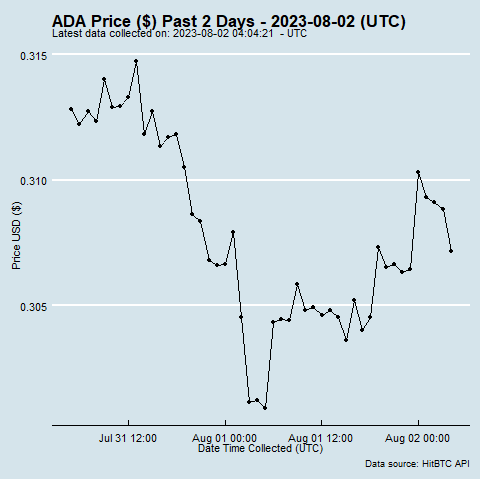 ADA Price ($) Past 2 Days - 2023-08-02 (UTC)
Latest data collected on: 2023-08-02 04:04:21  - UTC
0.315
0.310
0.305
Price USD ($)
Jul 31 12:00
Aug 01 00:00
Aug 01 12:00
Aug 02 00:00
Date Time Collected (UTC)
Data source: HitBTC API